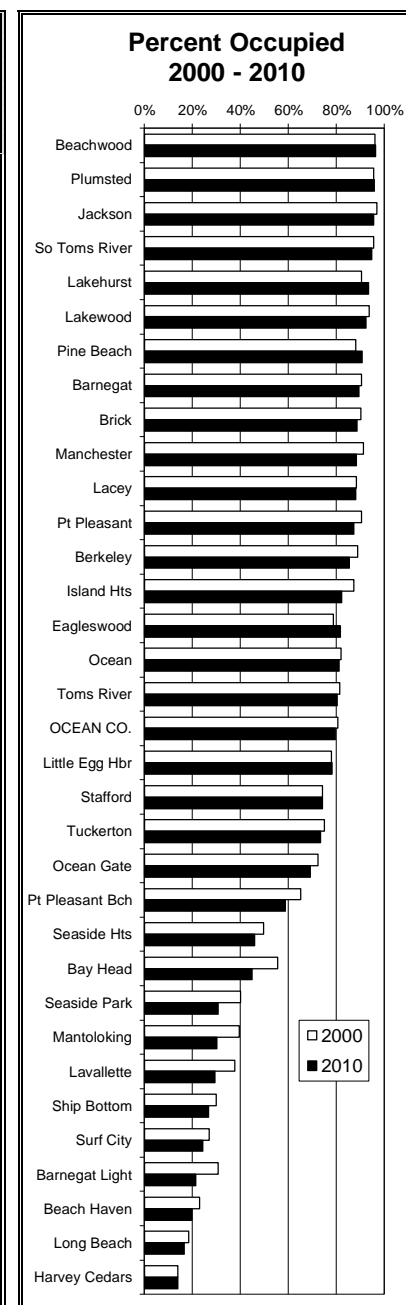 Percent Occupied
2000 - 2010
0% 20% 40% 60% 80% 100%
Beachwood
Plumsted
Jackson
So Toms River
Lakehurst
Lakewood
Pine Beach
Barnegat
Brick
Manchester
Lacey
Pt Pleasant
Berkeley
Island Hts
Eagleswood
Ocean
Toms River
OCEAN CO.
Little Egg Hbr
Stafford
Tuckerton
Ocean Gate
Pt Pleasant Bch
Seaside Hts
Bay Head
Seaside Park
Mantoloking
Lavallette
Ship Bottom
Surf City
Barnegat Light
Beach Haven
Long Beach
Harvey Cedars
2000
2010